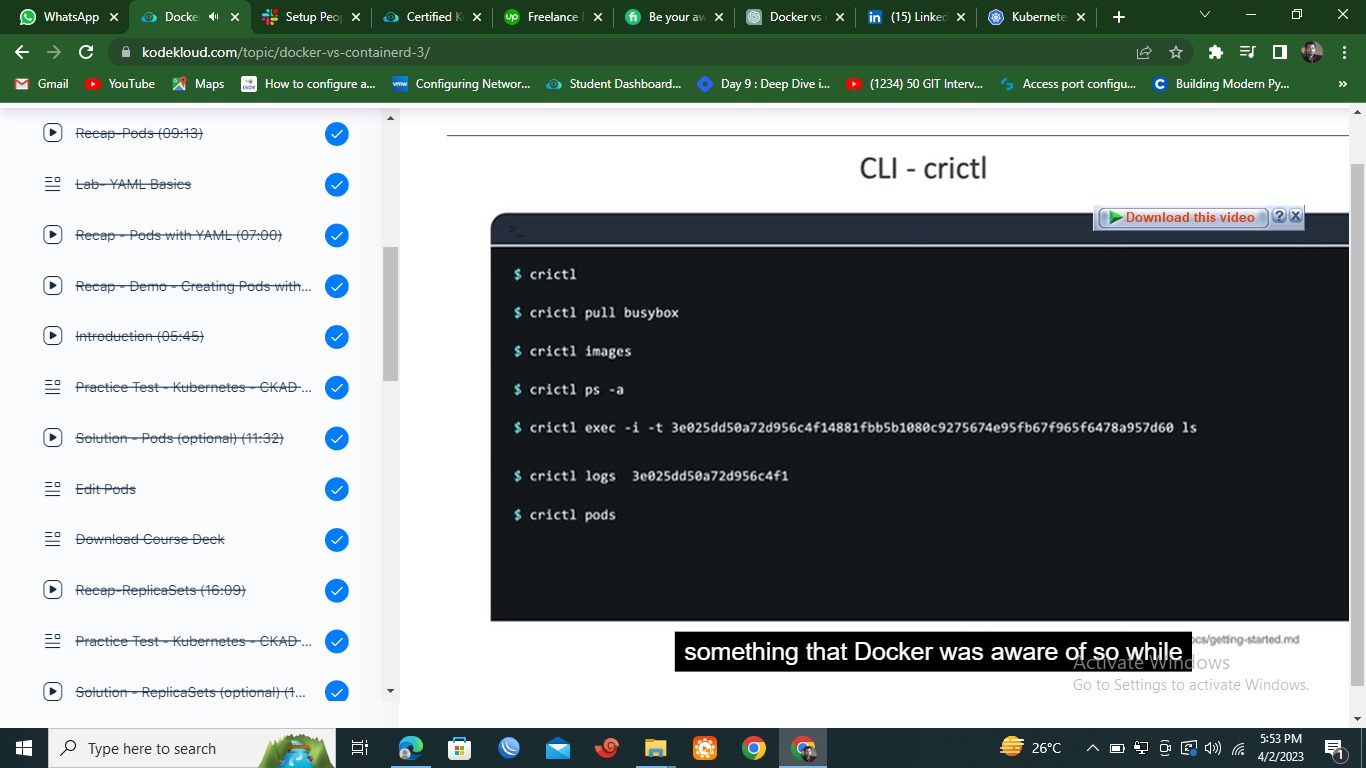 WhatsApp
Docke
Setup Peo
Certified K
Freelance
Be your
Docker vs
(15) Linked
Kubernete
kodekloud.com/topic/docker-vs-containerd-3/
Gmail
YouTube
Maps
How to configure a...
Configuring Networ...
Student Dashboard...
Day 9 : Deep Dive i...
(1234) 50 GIT Interv...
Access port configu...
Building Modern Py...
»
Recap-Pods (09:13)
Lab- YAML Basics
Recap - Pods with YAML (07:00)
Recap - Demo - Creating Pods with...
Introduction (05:45)
Practice Test - Kubernetes - CKAD ...
Solution - Pods (optional) (11:32)
Edit Pods
Download Course Deck
Recap-ReplicaSets (16:09)
Practice Test - Kubernetes - CKAD ...
Solution - ReplicaSets (optional) (1...
CLI - crictl
Download this video
? X
>_
$ crictl
$ crictl pull busybox
$ crictl images
$ crictl ps -a
$ crictl exec -i -t 3e025dd50a72d956c4f14881fbb5b1080c9275674e95fb67f965f6478a957d60 ls
$ crictl logs 3e025dd50a72d956c4f1
$ crictl pods
ocs/getting-started.md
something that Docker was aware of so while
Activate Windows
Go to Settings to activate Windows.
Type here to search
26°C
5:53 PM
4/2/2023
1